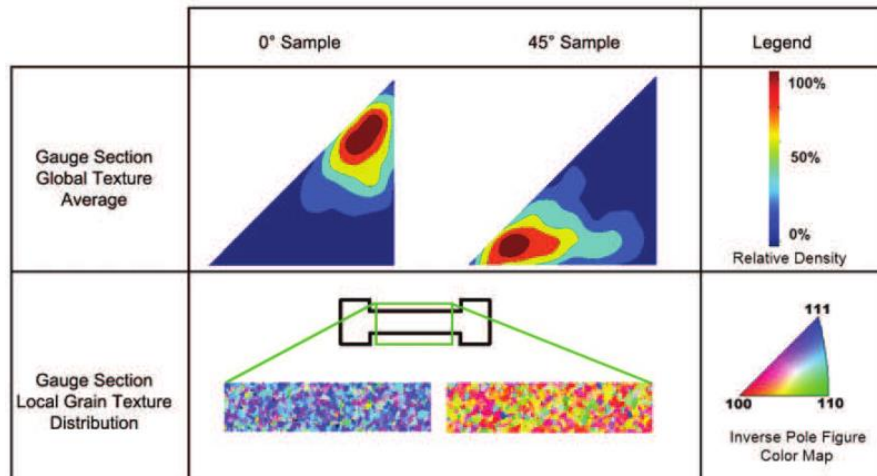 0° Sample
45° Sample
Legend
Gauge Section
Global Texture
Average
100%
50%
0%
Relative Density
Gauge Section
Local Grain Texture
Distribution
111
100
110
Inverse Pole Figure
Color Map